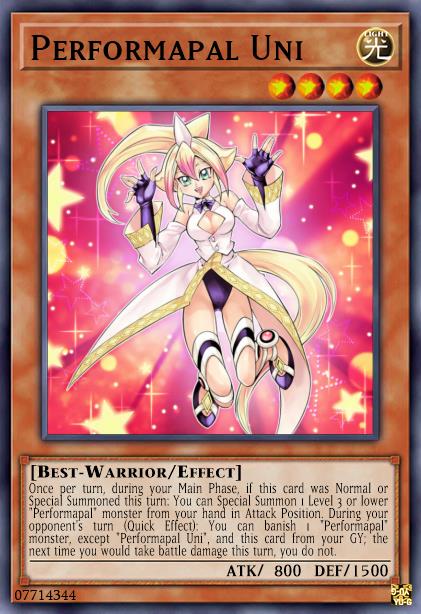 PERFORMAPAL UNI
LIGHT
光
[BEST-WARRIOR/EFFECT]
Once per turn, during your Main Phase, if this card was Normal or
Special Summoned this turn: You can Special Summon 1 Level 3 or lower
"Performapal" monster from your hand in Attack Position. During your
opponent's turn (Quick Effect): You can banish 1 "Performapal"
monster, except "Performapal Uni", and this card from your GY; the
next time you would take battle damage this turn, you do not.
ATK/ 800 DEF/1500
07714344